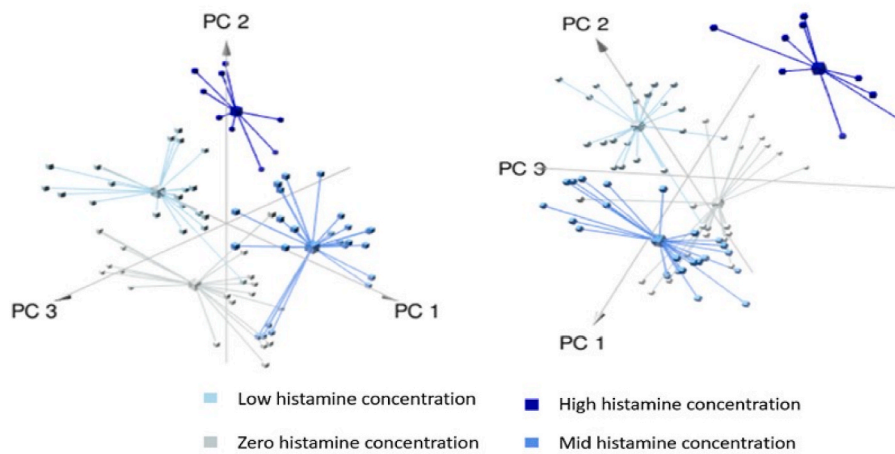 PC 2
PC 3
PC 1
PC 2
PC 3
PC 1
Low histamine concentration
High histamine concentration
Zero histamine concentration
Mid histamine concentration